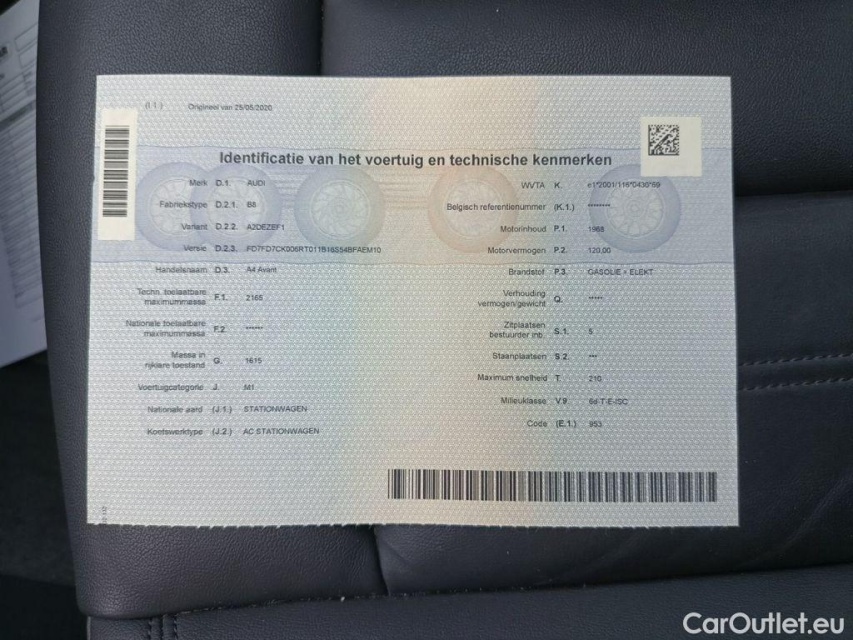 (I.1.) Origineel van 25/05/2020
Identificatie van het voertuig en technische kenmerken
Merk D.1. AUDI
Fabriekstype D.2.1. B8
Variant D.2.2. A2DEZEF1
Versie D.2.3. FD7FD7CK006RT011B16S54BFAEM10
Handelsnaam D.3. A4 Avant
Techn. toelaatbare
maximummassa F.1. 2165
Nationale toelaatbare
maximummassa F.2. ******
Massa in
rijklare toestand G. 1615
Voertuigcategorie J. M1
Nationale aard (J.1.) STATIONWAGEN
Koetswerktype (J.2.) AC STATIONWAGEN
WVTA K. e1*2001/116*0430*69
Belgisch referentienummer (K.1.) ********
Motorinhoud P.1. 1968
Motorvermogen P.2. 120,00
Brandstof P.3. GASOLIE + ELEKT
Verhouding
vermogen/gewicht Q. *****
Zitplaatsen
bestuurder inb. S.1. 5
Staanplaatsen S.2. ***
Maximum snelheid T. 210
Milieuklasse V.9 6d-T-E-ISC
Code (E.1.) 953
CarOutlet.eu